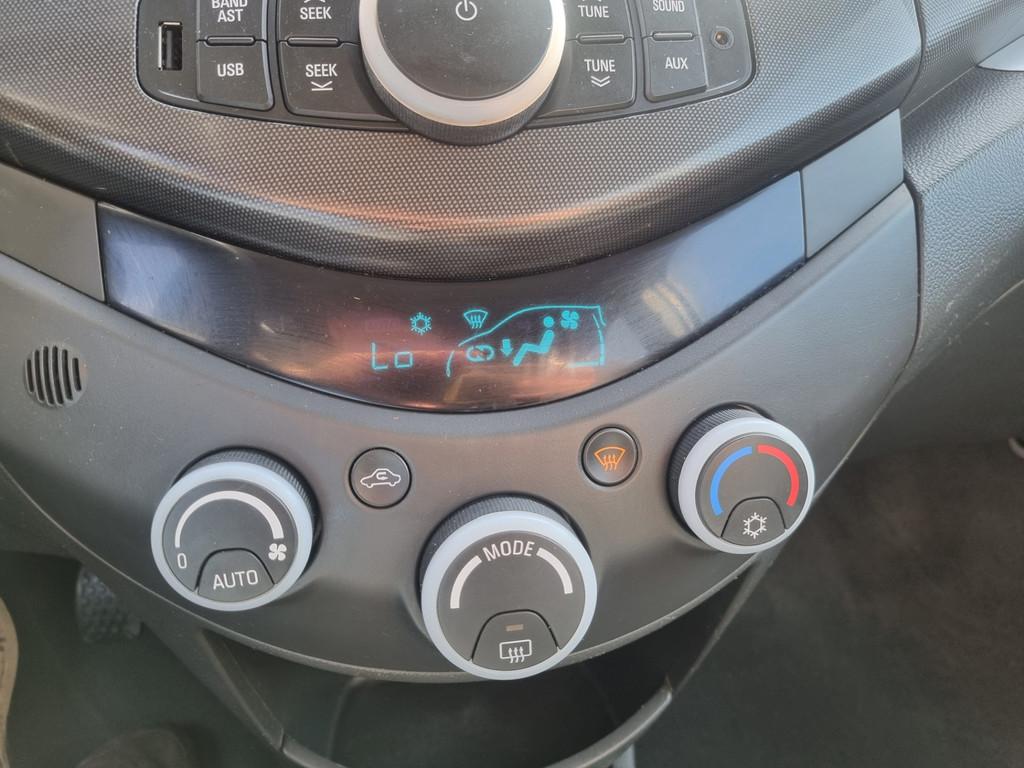 BAND
AST
SEEK
TUNE
SOUND
USB
SEEK
TUNE
AUX
Lo
0
AUTO
MODE